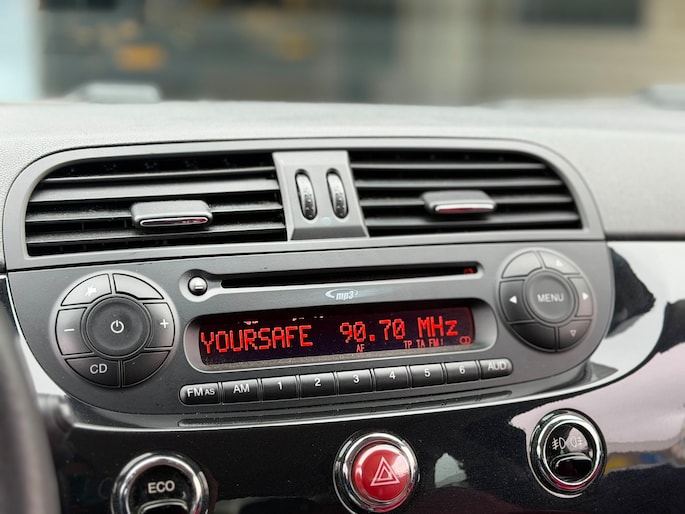 mp3
MENU
YOURSAFE 90.70 MHz
AF TP TA FM1 CD
− +
CD
FM AS AM 1 2 3 4 5 6 AUD
ECO